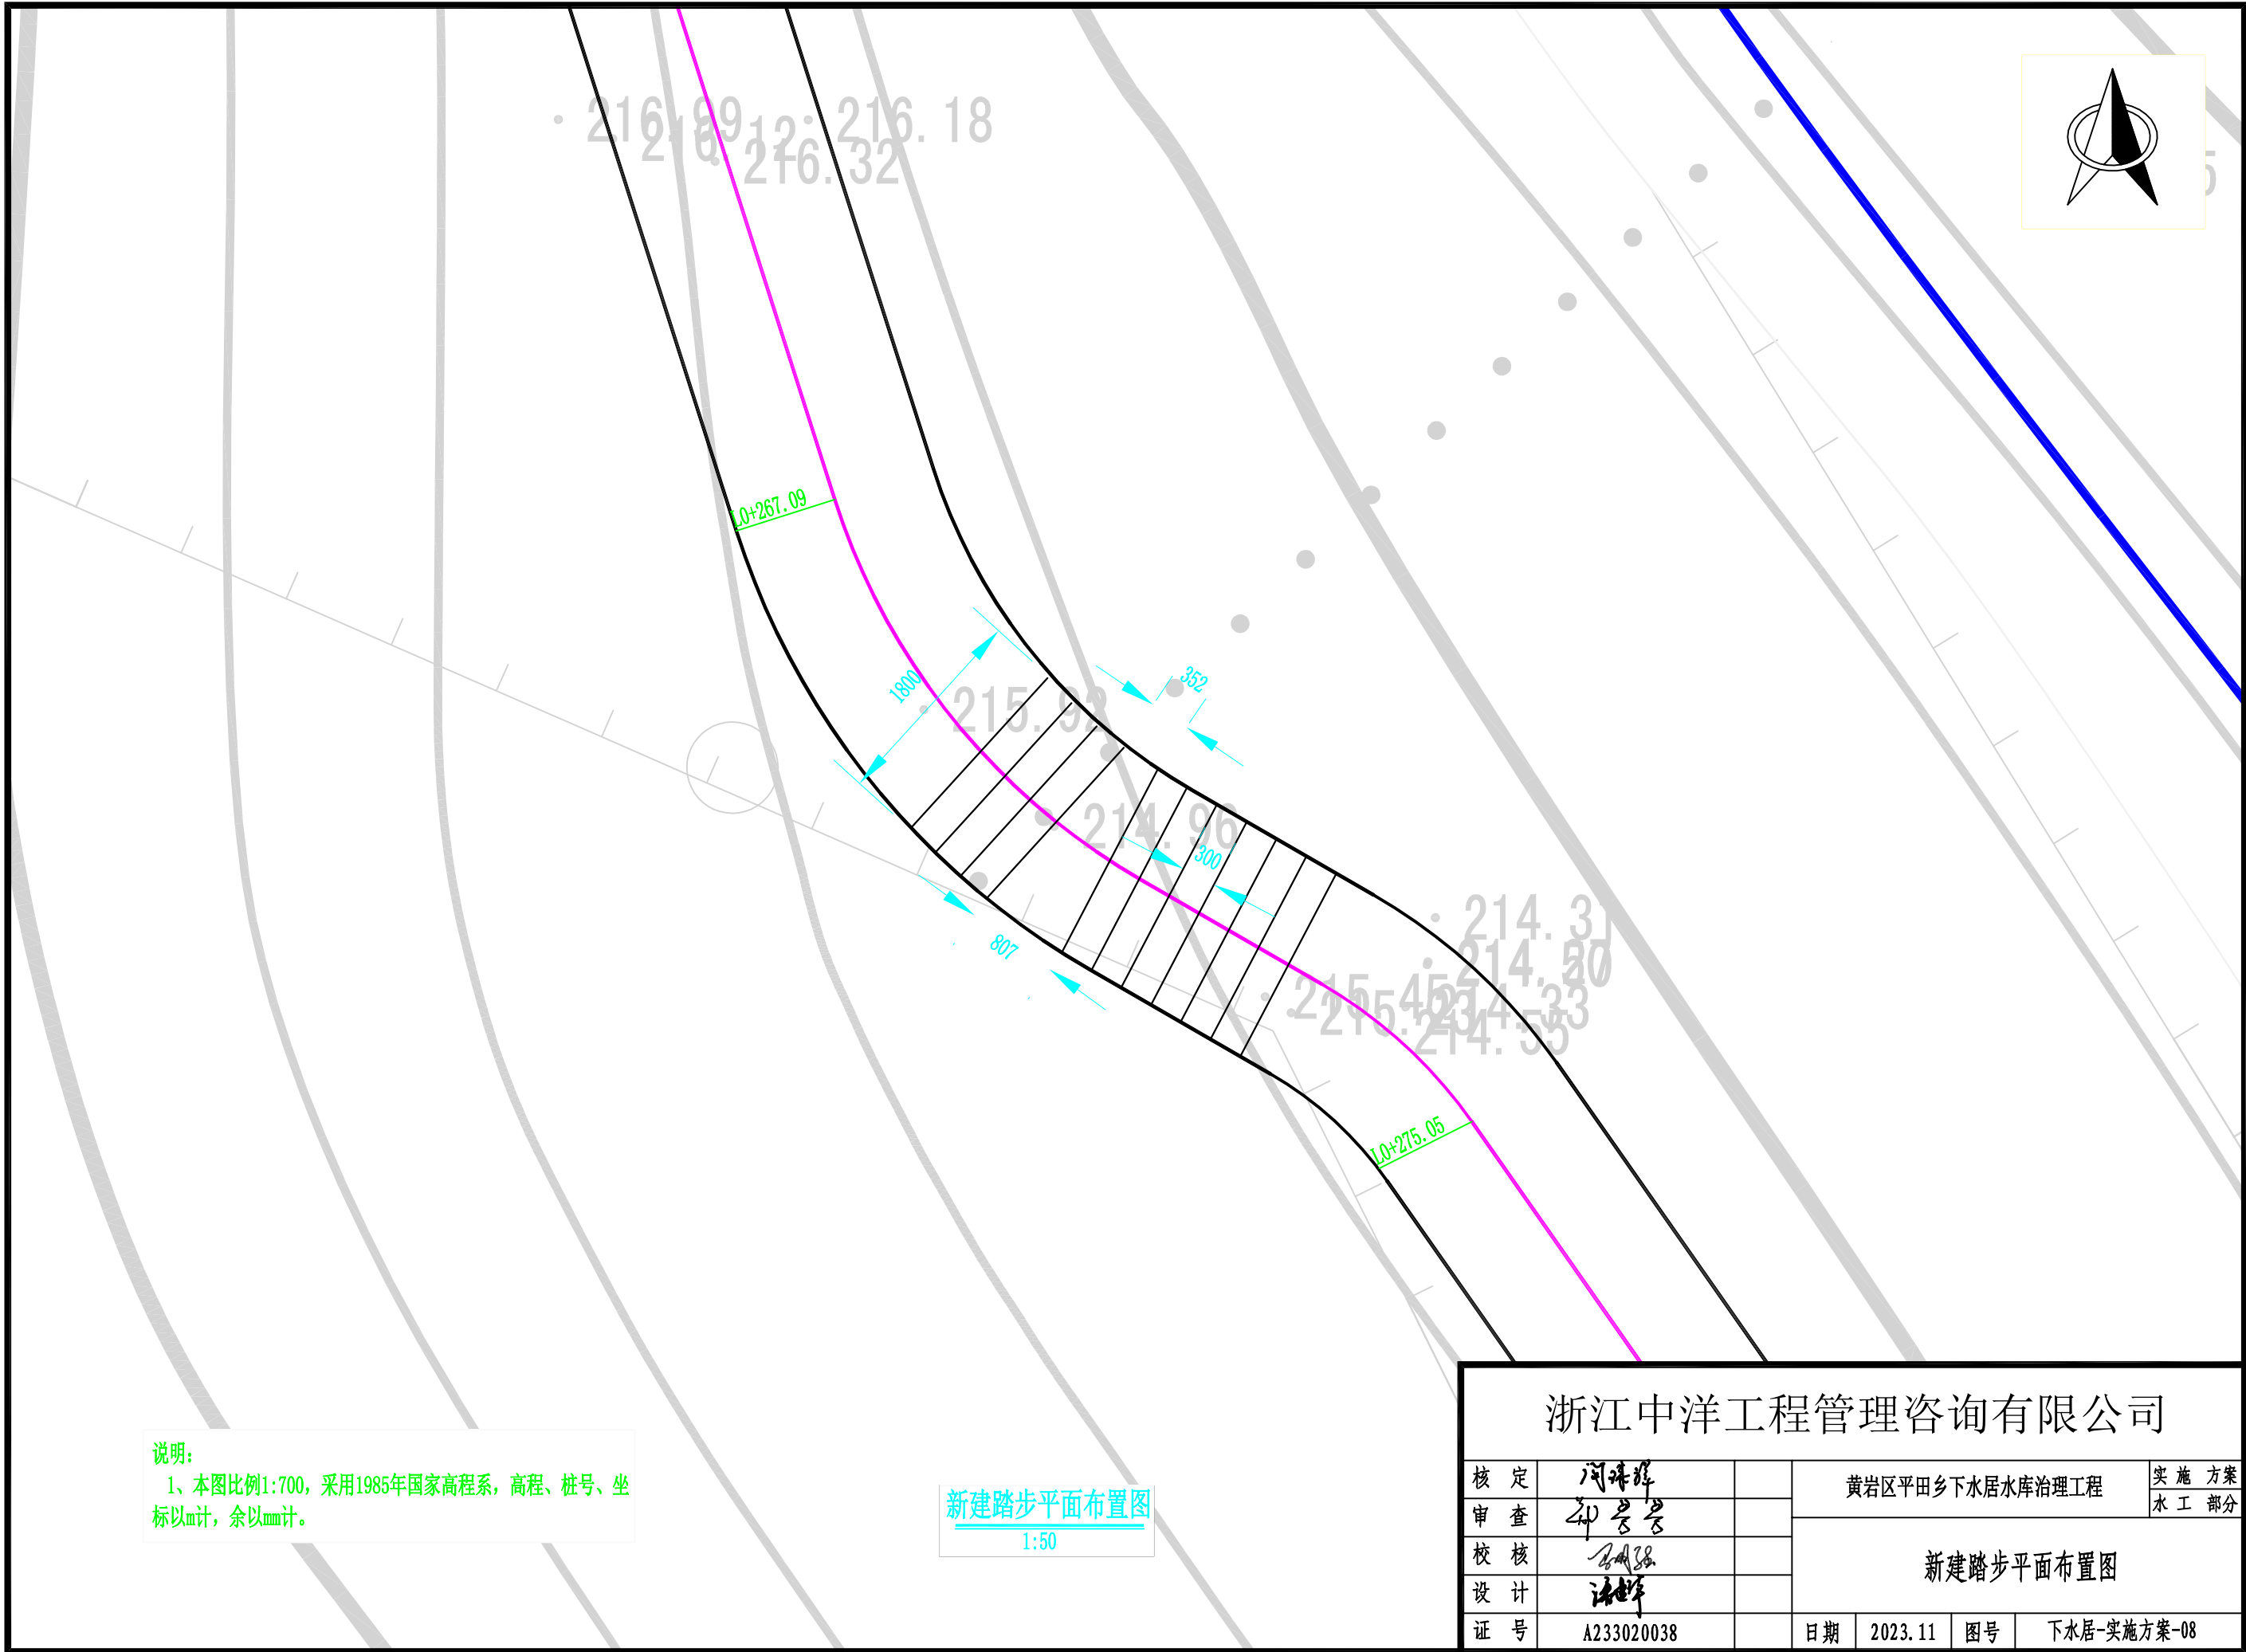 216.99
216.18
216.32
L0+267.09
1800
352
215.92
214.96
300
807
214.31
215.45
L0+275.05
说明:
1、本图比例1:700,采用1985年国家高程系,高程、桩号、坐
标以m计,余以mm计。
新建踏步平面布置图
1:50
浙江中洋工程管理咨询有限公司
核 定
黄岩区平田乡下水居水库治理工程
实 施 方案
水 工 部分
审 查
校 核
新建踏步平面布置图
设 计
证 号 A233020038 日期 2023.11 图号 下水居-实施方案-08